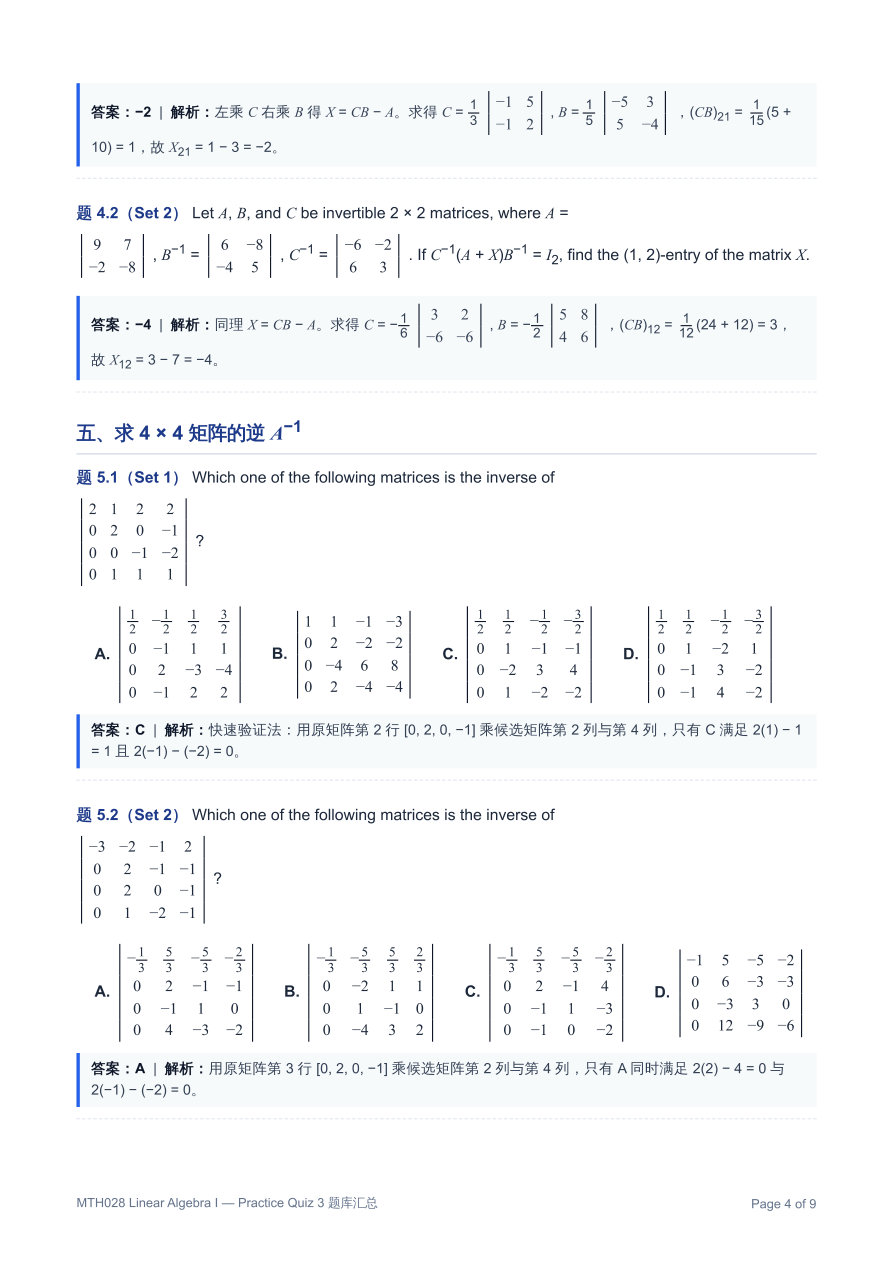 答案：−2 | 解析：左乘 C 右乘 B 得 X = CB − A。求得 C = 1/3 | −1 5 ; −1 2 | , B = 1/5 | −5 3 ; 5 −4 | ，(CB)21 = 1/15 (5 +
10) = 1，故 X21 = 1 − 3 = −2。
题 4.2（Set 2） Let A, B, and C be invertible 2 × 2 matrices, where A =
| 9 7 ; −2 −8 | , B−1 = | 6 −8 ; −4 5 | , C−1 = | −6 −2 ; 6 3 | . If C−1(A + X)B−1 = I2, find the (1, 2)-entry of the matrix X.
答案：−4 | 解析：同理 X = CB − A。求得 C = −1/6 | 3 2 ; −6 −6 | , B = −1/2 | 5 8 ; 4 6 | ，(CB)12 = 1/12 (24 + 12) = 3，
故 X12 = 3 − 7 = −4。
五、求 4 × 4 矩阵的逆 A−1
题 5.1（Set 1） Which one of the following matrices is the inverse of
2 1 2 2
0 2 0 −1
0 0 −1 −2
0 1 1 1
?
A.
1/2 −1/2 1/2 3/2
0 −1 1 1
0 2 −3 −4
0 −1 2 2
B.
1 1 −1 −3
0 2 −2 −2
0 −4 6 8
0 2 −4 −4
C.
1/2 1/2 −1/2 −3/2
0 1 −1 −1
0 −2 3 4
0 1 −2 −2
D.
1/2 1/2 −1/2 −3/2
0 1 −2 1
0 −1 3 −2
0 −1 4 −2
答案：C | 解析：快速验证法：用原矩阵第 2 行 [0, 2, 0, −1] 乘候选矩阵第 2 列与第 4 列，只有 C 满足 2(1) − 1
= 1 且 2(−1) − (−2) = 0。
题 5.2（Set 2） Which one of the following matrices is the inverse of
−3 −2 −1 2
0 2 −1 −1
0 2 0 −1
0 1 −2 −1
?
A.
−1/3 5/3 −5/3 −2/3
0 2 −1 −1
0 −1 1 0
0 4 −3 −2
B.
−1/3 −5/3 5/3 2/3
0 −2 1 1
0 1 −1 0
0 −4 3 2
C.
−1/3 5/3 −5/3 −2/3
0 2 −1 4
0 −1 1 −3
0 −1 0 −2
D.
−1 5 −5 −2
0 6 −3 −3
0 −3 3 0
0 12 −9 −6
答案：A | 解析：用原矩阵第 3 行 [0, 2, 0, −1] 乘候选矩阵第 2 列与第 4 列，只有 A 同时满足 2(2) − 4 = 0 与
2(−1) − (−2) = 0。
MTH028 Linear Algebra I — Practice Quiz 3 题库汇总
Page 4 of 9